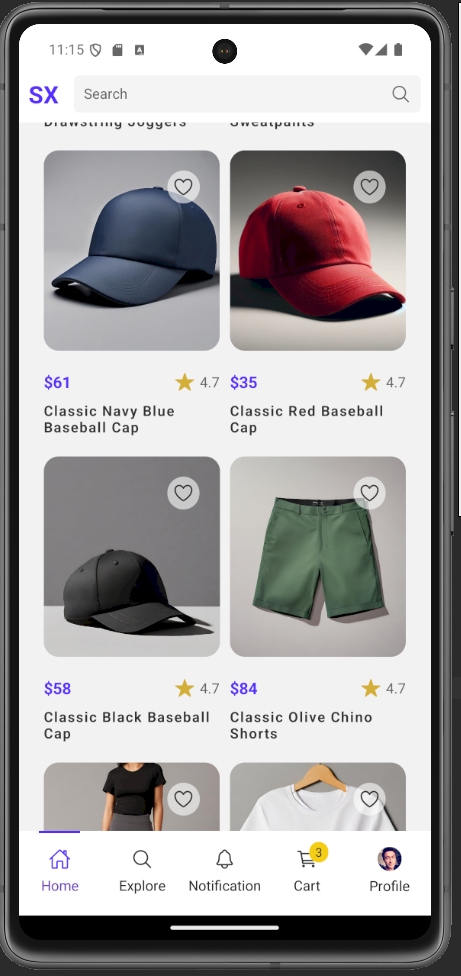 11:15
SX Search
Drawstring Joggers Sweatpants
$61 4.7 $35 4.7
Classic Navy Blue Classic Red Baseball
Baseball Cap Cap
$58 4.7 $84 4.7
Classic Black Baseball Classic Olive Chino
Cap Shorts
3
Home Explore Notification Cart Profile